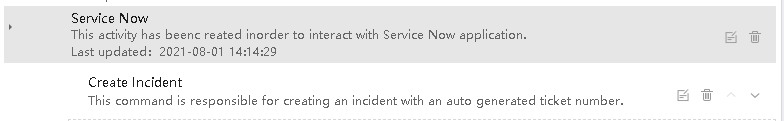 Service Now
This activity has beenc reated inorder to interact with Service Now application.
Last updated: 2021-08-01 14:14:29
Create Incident
This command is responsible for creating an incident with an auto generated ticket number.